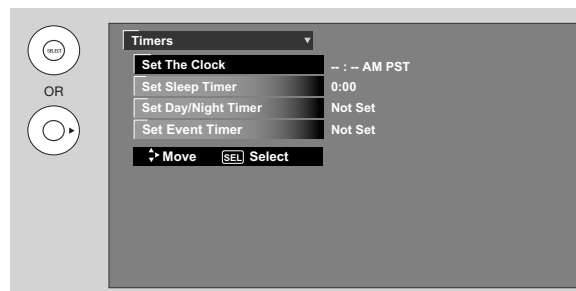 SELECT
OR
Timers
Set The Clock -- : -- AM PST
Set Sleep Timer 0:00
Set Day/Night Timer Not Set
Set Event Timer Not Set
Move SEL Select